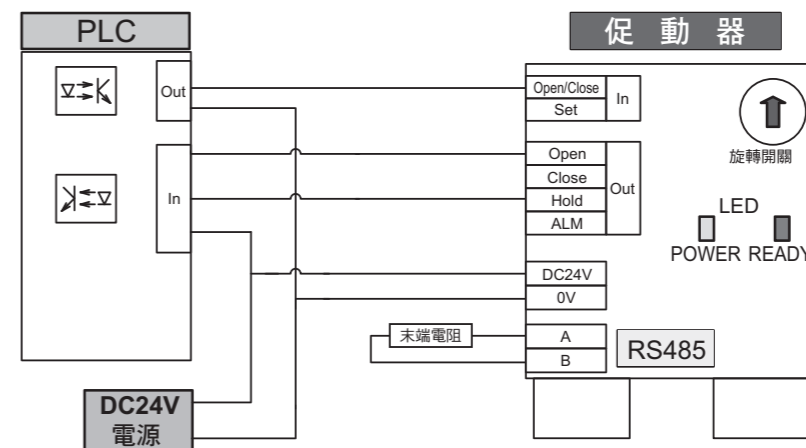 PLC
促動器
Out
Open/Close
Set
In
旋轉開關
In
Open
Close
Hold
ALM
Out
LED
POWER READY
DC24V
0V
末端電阻
A
B
RS485
DC24V
電源